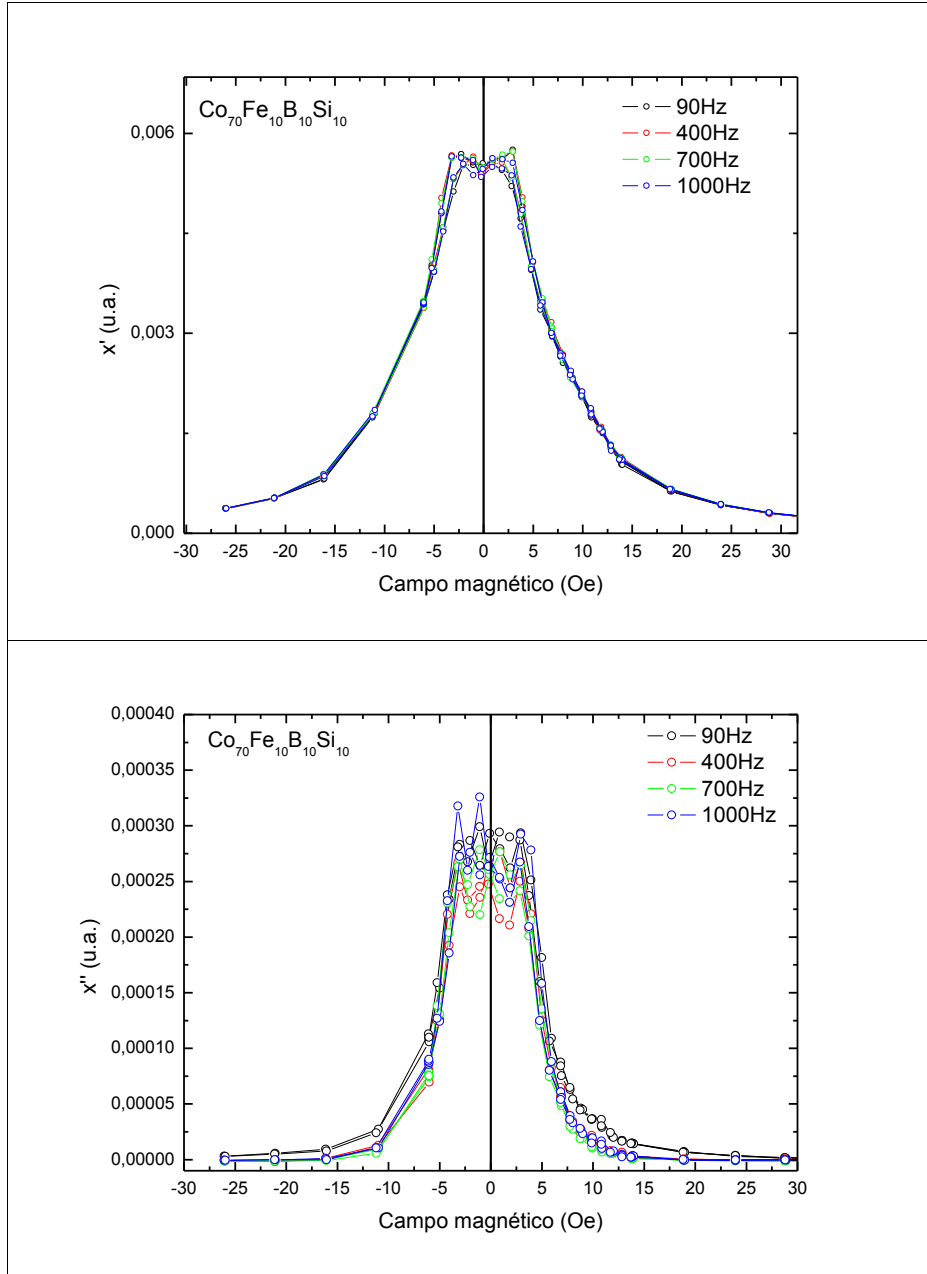 Co70Fe10B10Si10
90Hz
400Hz
700Hz
1000Hz
0,006
0,003
0,000
x' (u.a.)
-30 -25 -20 -15 -10 -5 0 5 10 15 20 25 30
Campo magnético (Oe)
0,00040
Co70Fe10B10Si10
90Hz
400Hz
700Hz
1000Hz
0,00035
0,00030
0,00025
0,00020
0,00015
0,00010
0,00005
0,00000
x'' (u.a.)
-30 -25 -20 -15 -10 -5 0 5 10 15 20 25 30
Campo magnético (Oe)